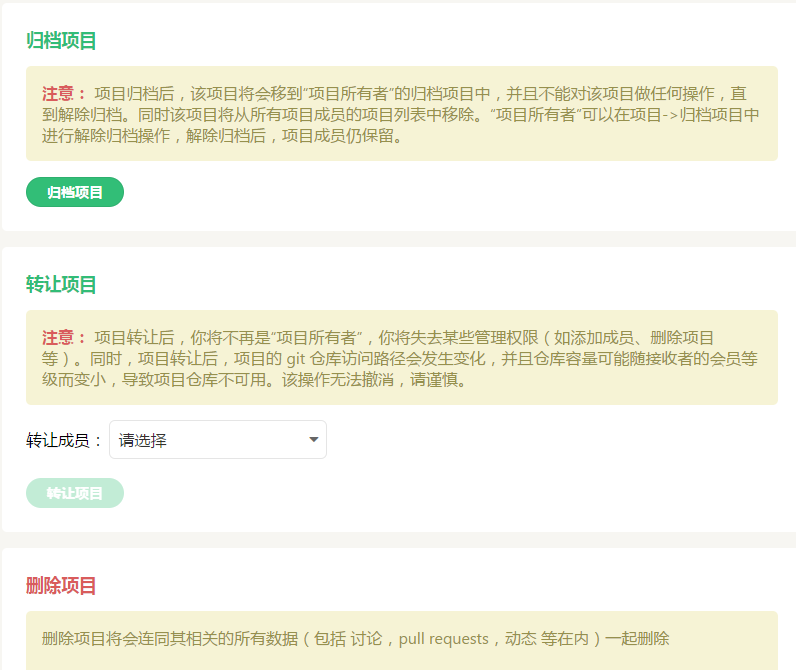 归档项目
注意： 项目归档后，该项目将会移到“项目所有者”的归档项目中，并且不能对该项目做任何操作，直
到解除归档。同时该项目将从所有项目成员的项目列表中移除。“项目所有者”可以在项目->归档项目中
进行解除归档操作，解除归档后，项目成员仍保留。
归档项目
转让项目
注意： 项目转让后，你将不再是“项目所有者”，你将失去某些管理权限（如添加成员、删除项目
等）。同时，项目转让后，项目的 git 仓库访问路径会发生变化，并且仓库容量可能随接收者的会员等
级而变小，导致项目仓库不可用。该操作无法撤消，请谨慎。
转让成员： 请选择
转让项目
删除项目
删除项目将会连同其相关的所有数据（包括 讨论，pull requests，动态 等在内）一起删除